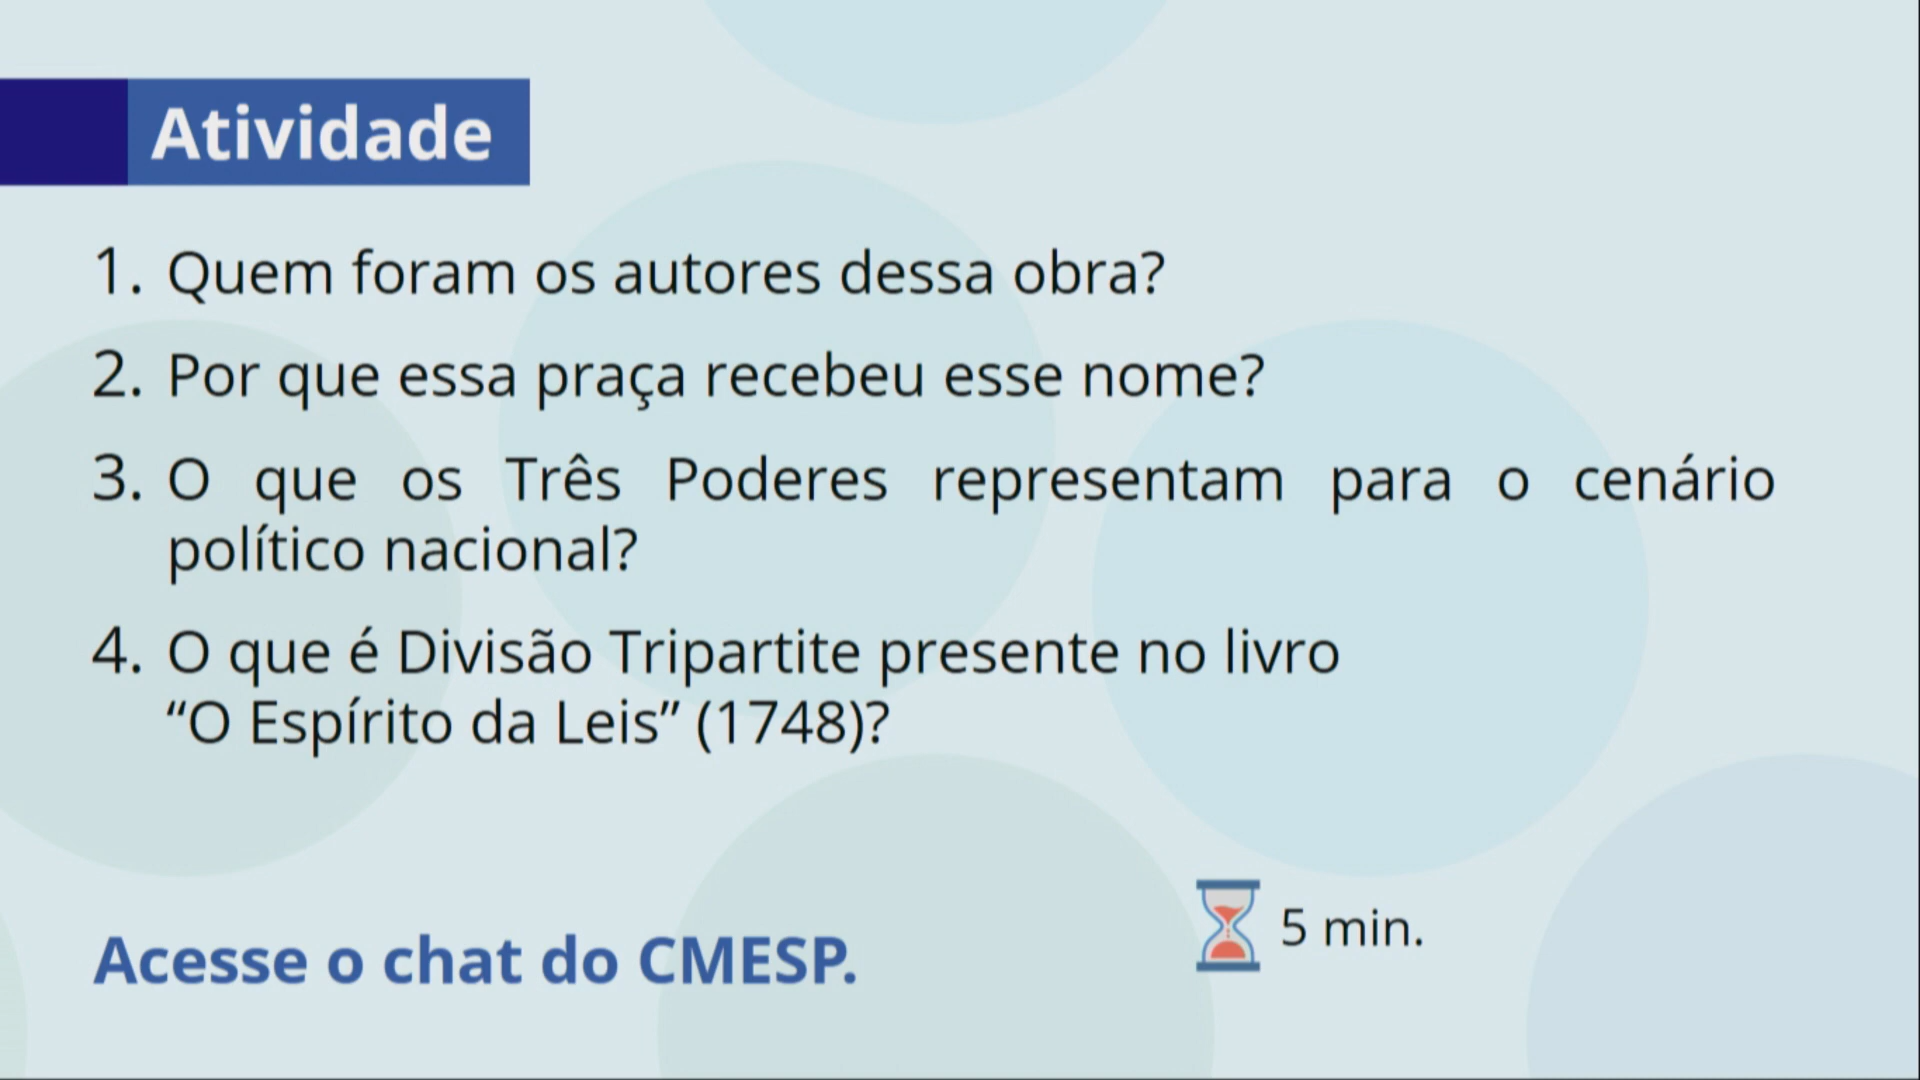 Atividade
1. Quem foram os autores dessa obra?
2. Por que essa praça recebeu esse nome?
3. O que os Três Poderes representam para o cenário
político nacional?
4. O que é Divisão Tripartite presente no livro
“O Espírito da Leis” (1748)?
5 min.
Acesse o chat do CMESP.